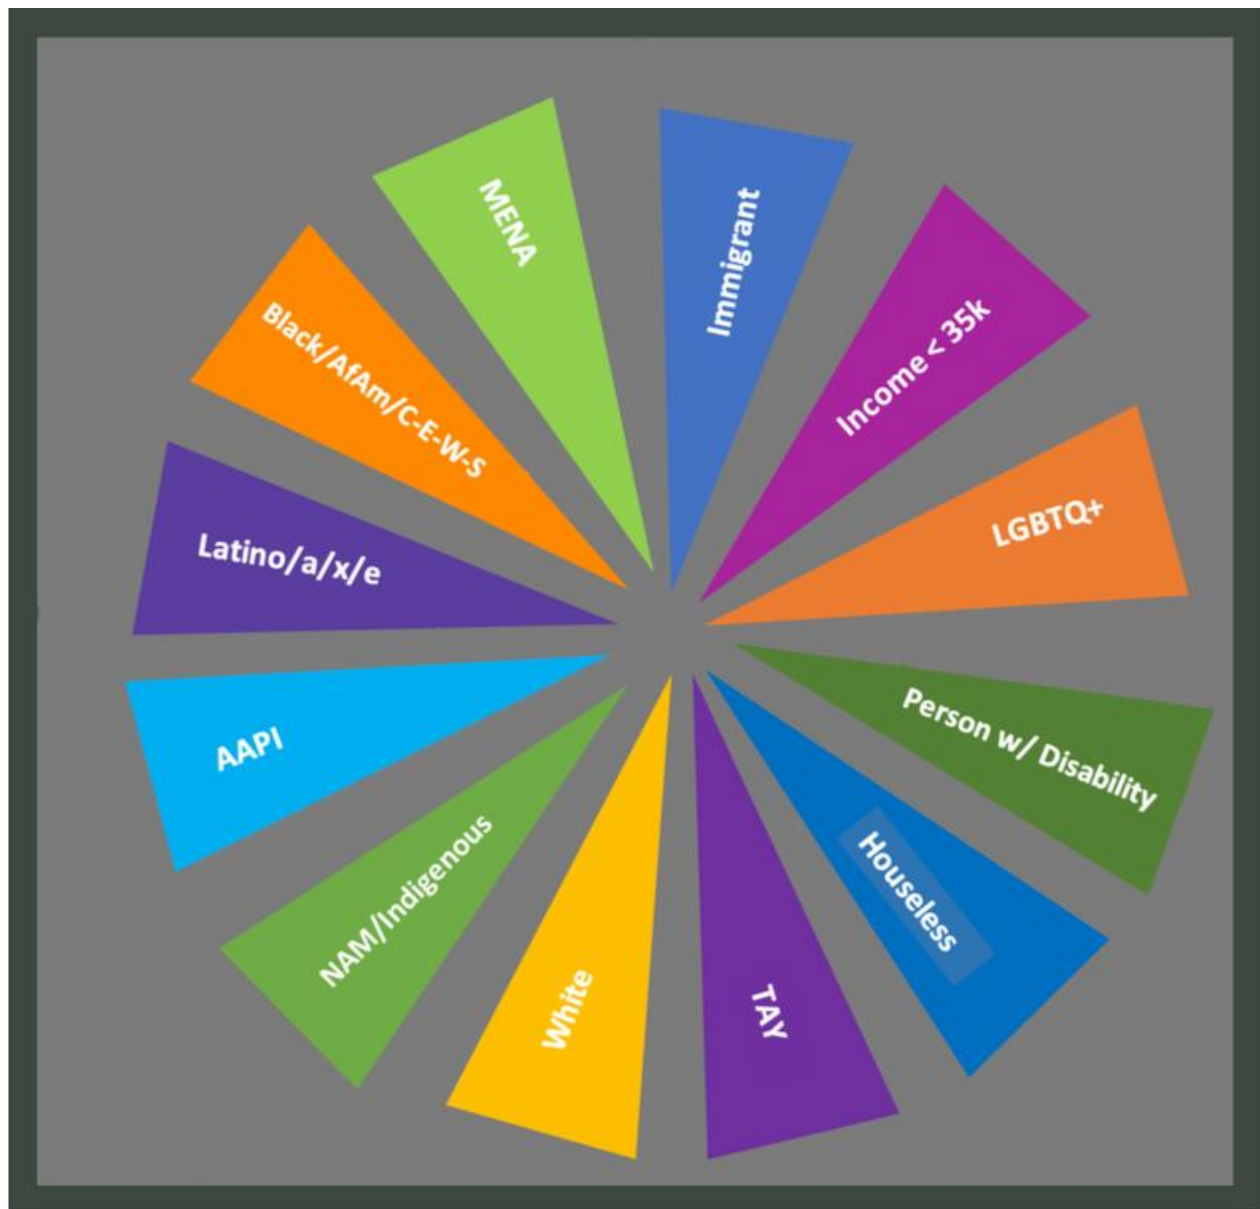 MENA
Immigrant
Income < 35k
LGBTQ+
Person w/ Disability
Houseless
TAY
White
NAM/Indigenous
AAPI
Latino/a/x/e
Black/AfAm/C-E-W-S